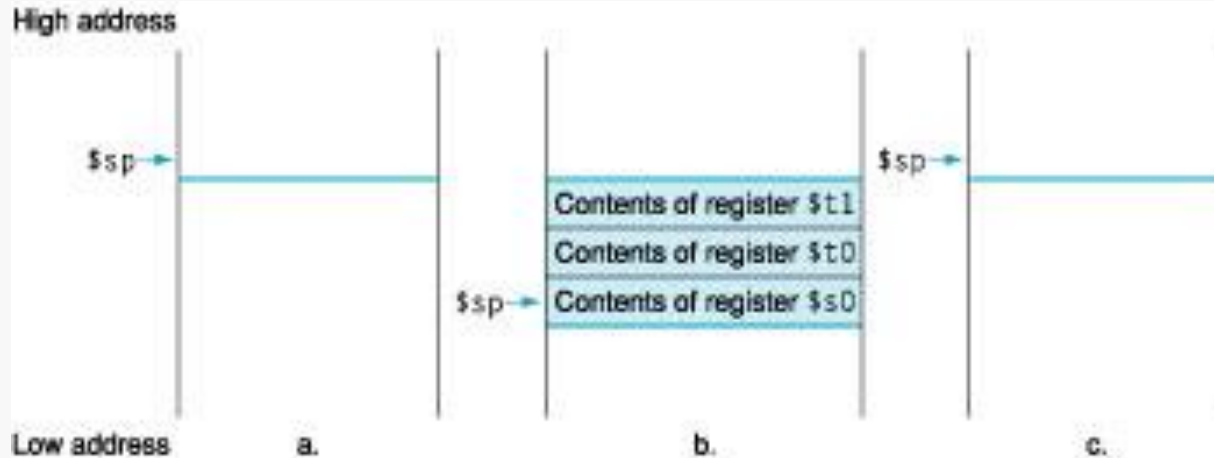 High address
$sp
$sp
Contents of register $t1
Contents of register $t0
$sp
Contents of register $s0
Low address
a.
b.
c.